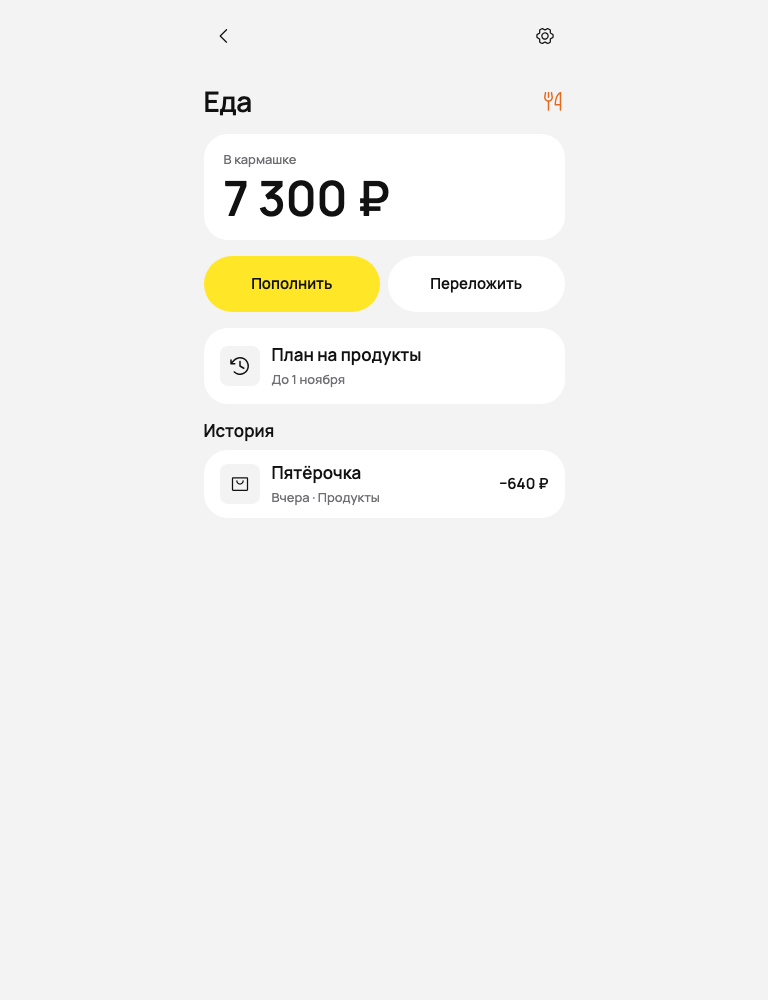 Еда
В кармашке
7 300 ₽
Пополнить
Переложить
План на продукты
До 1 ноября
История
Пятёрочка
−640 ₽
Вчера · Продукты